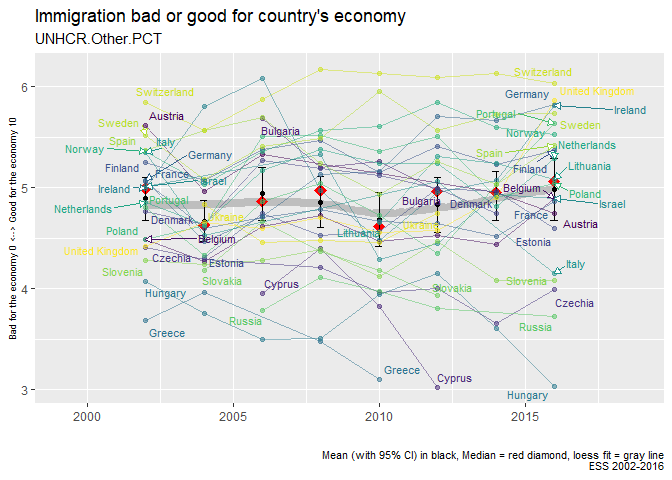 Immigration bad or good for country's economy
UNHCR.Other.PCT
Bad for the economy 0 <--> Good for the economy 10
6
5
4
3
2000
2005
2010
2015
Switzerland
Sweden
Austria
Spain
Norway
Italy
Finland
Germany
France
Israel
Ireland
Netherlands
Portugal
Denmark
Ukraine
Poland
Belgium
United Kingdom
Czechia
Estonia
Slovenia
Slovakia
Hungary
Greece
Russia
Cyprus
Bulgaria
Lithuania
Greece
Cyprus
Slovakia
Ukraine
Bulgaria
Switzerland
Germany
United Kingdom
Ireland
Portugal
Sweden
Norway
Netherlands
Spain
Finland
Lithuania
Belgium
Poland
Israel
Denmark
France
Austria
Estonia
Italy
Slovenia
Czechia
Russia
Hungary
Mean (with 95% CI) in black, Median = red diamond, loess fit = gray line
ESS 2002-2016